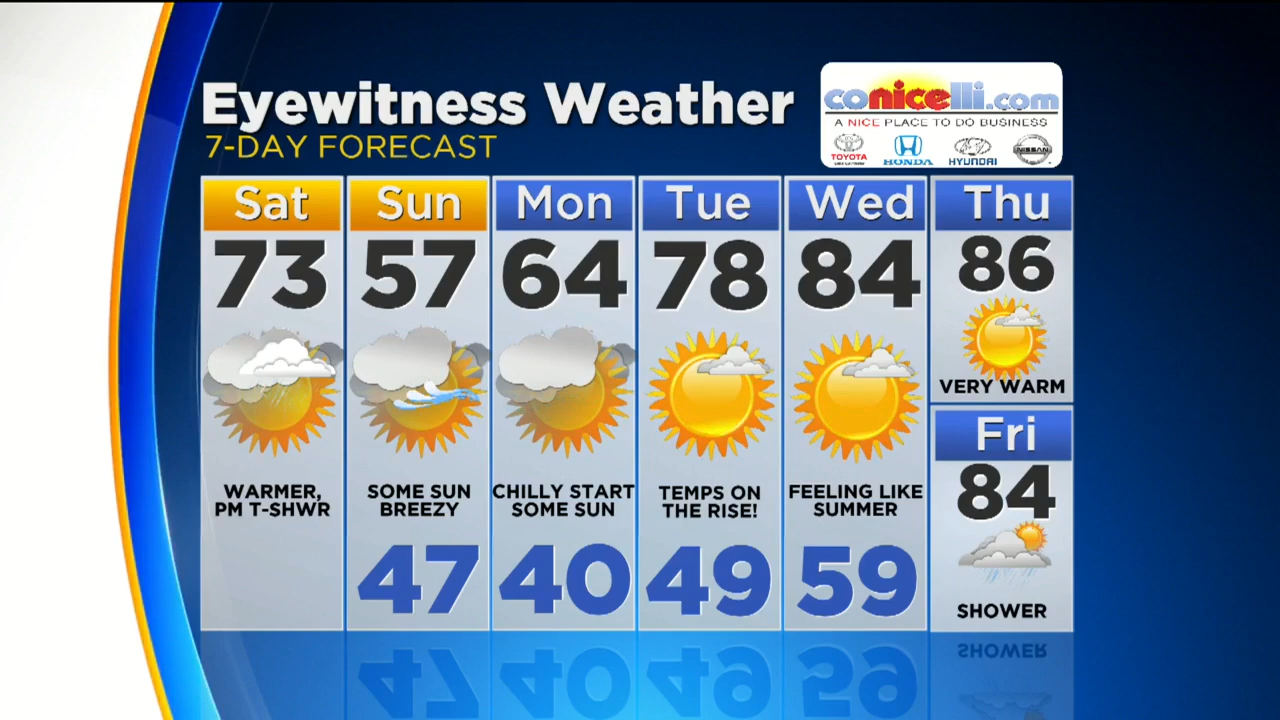 Eyewitness Weather
7-DAY FORECAST
conicelli.com
A NICE PLACE TO DO BUSINESS
TOYOTA
HONDA
HYUNDAI
NISSAN
Sat
73
WARMER,
PM T-SHWR
Sun
57
SOME SUN
BREEZY
47
Mon
64
CHILLY START
SOME SUN
40
Tue
78
TEMPS ON
THE RISE!
49
Wed
84
FEELING LIKE
SUMMER
59
Thu
86
VERY WARM
Fri
84
SHOWER